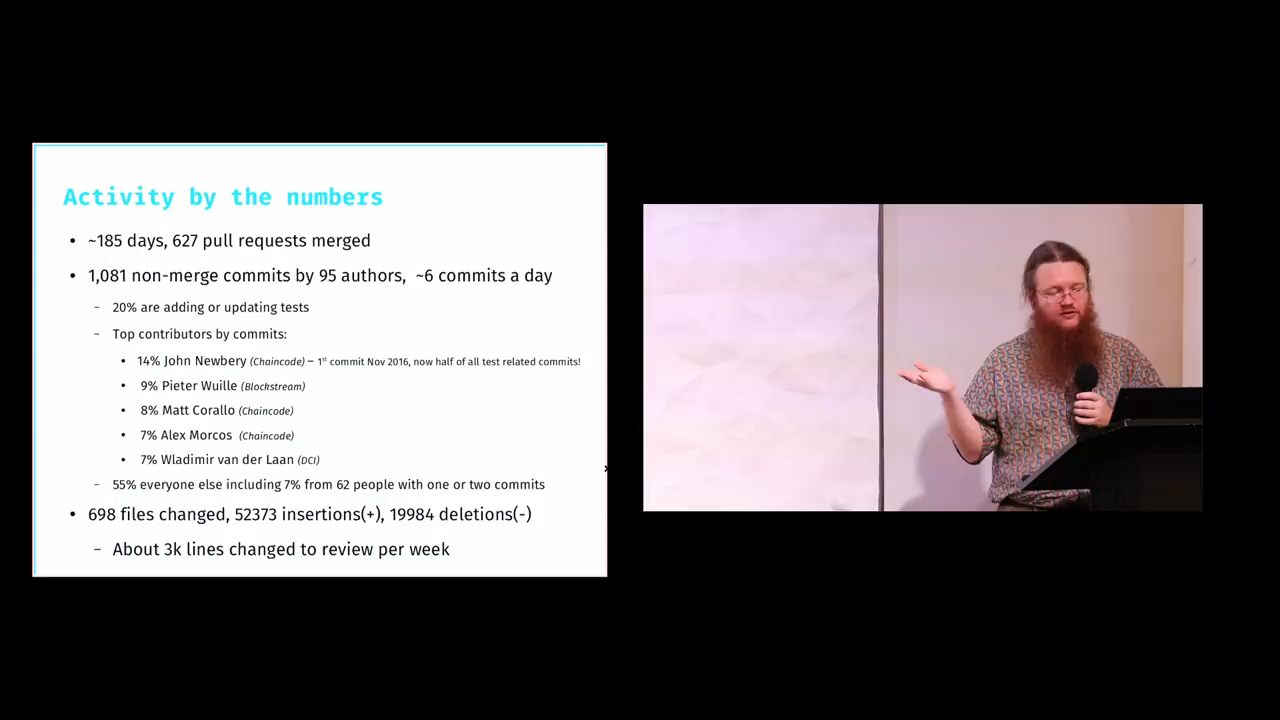 Activity by the numbers
• ~185 days, 627 pull requests merged
• 1,081 non-merge commits by 95 authors, ~6 commits a day
– 20% are adding or updating tests
– Top contributors by commits:
• 14% John Newbery (Chaincode) – 1st commit Nov 2016, now half of all test related commits!
• 9% Pieter Wuille (Blockstream)
• 8% Matt Corallo (Chaincode)
• 7% Alex Morcos (Chaincode)
• 7% Wladimir van der Laan (DCI)
– 55% everyone else including 7% from 62 people with one or two commits
• 698 files changed, 52373 insertions(+), 19984 deletions(-)
– About 3k lines changed to review per week